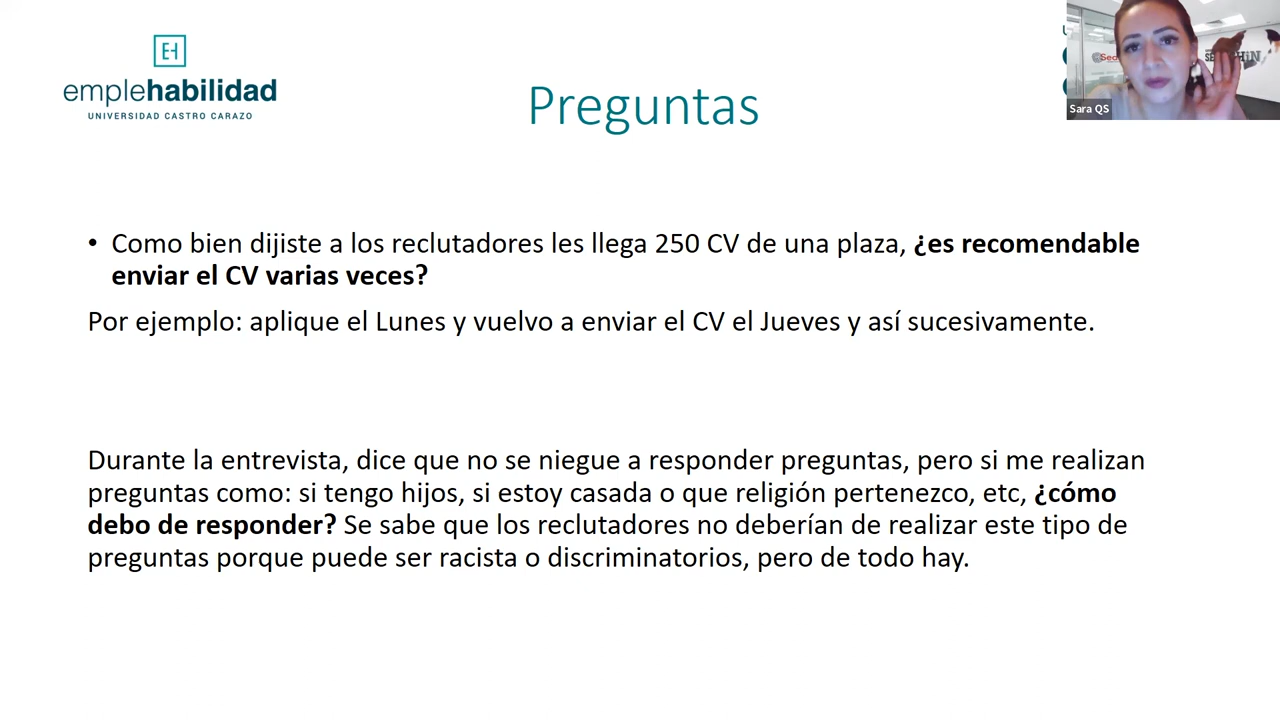 EH
emplehabilidad
UNIVERSIDAD CASTRO CARAZO
Preguntas
Sara QS
• Como bien dijiste a los reclutadores les llega 250 CV de una plaza, ¿es recomendable
enviar el CV varias veces?
Por ejemplo: aplique el Lunes y vuelvo a enviar el CV el Jueves y así sucesivamente.
Durante la entrevista, dice que no se niegue a responder preguntas, pero si me realizan
preguntas como: si tengo hijos, si estoy casada o que religión pertenezco, etc, ¿cómo
debo de responder? Se sabe que los reclutadores no deberían de realizar este tipo de
preguntas porque puede ser racista o discriminatorios, pero de todo hay.